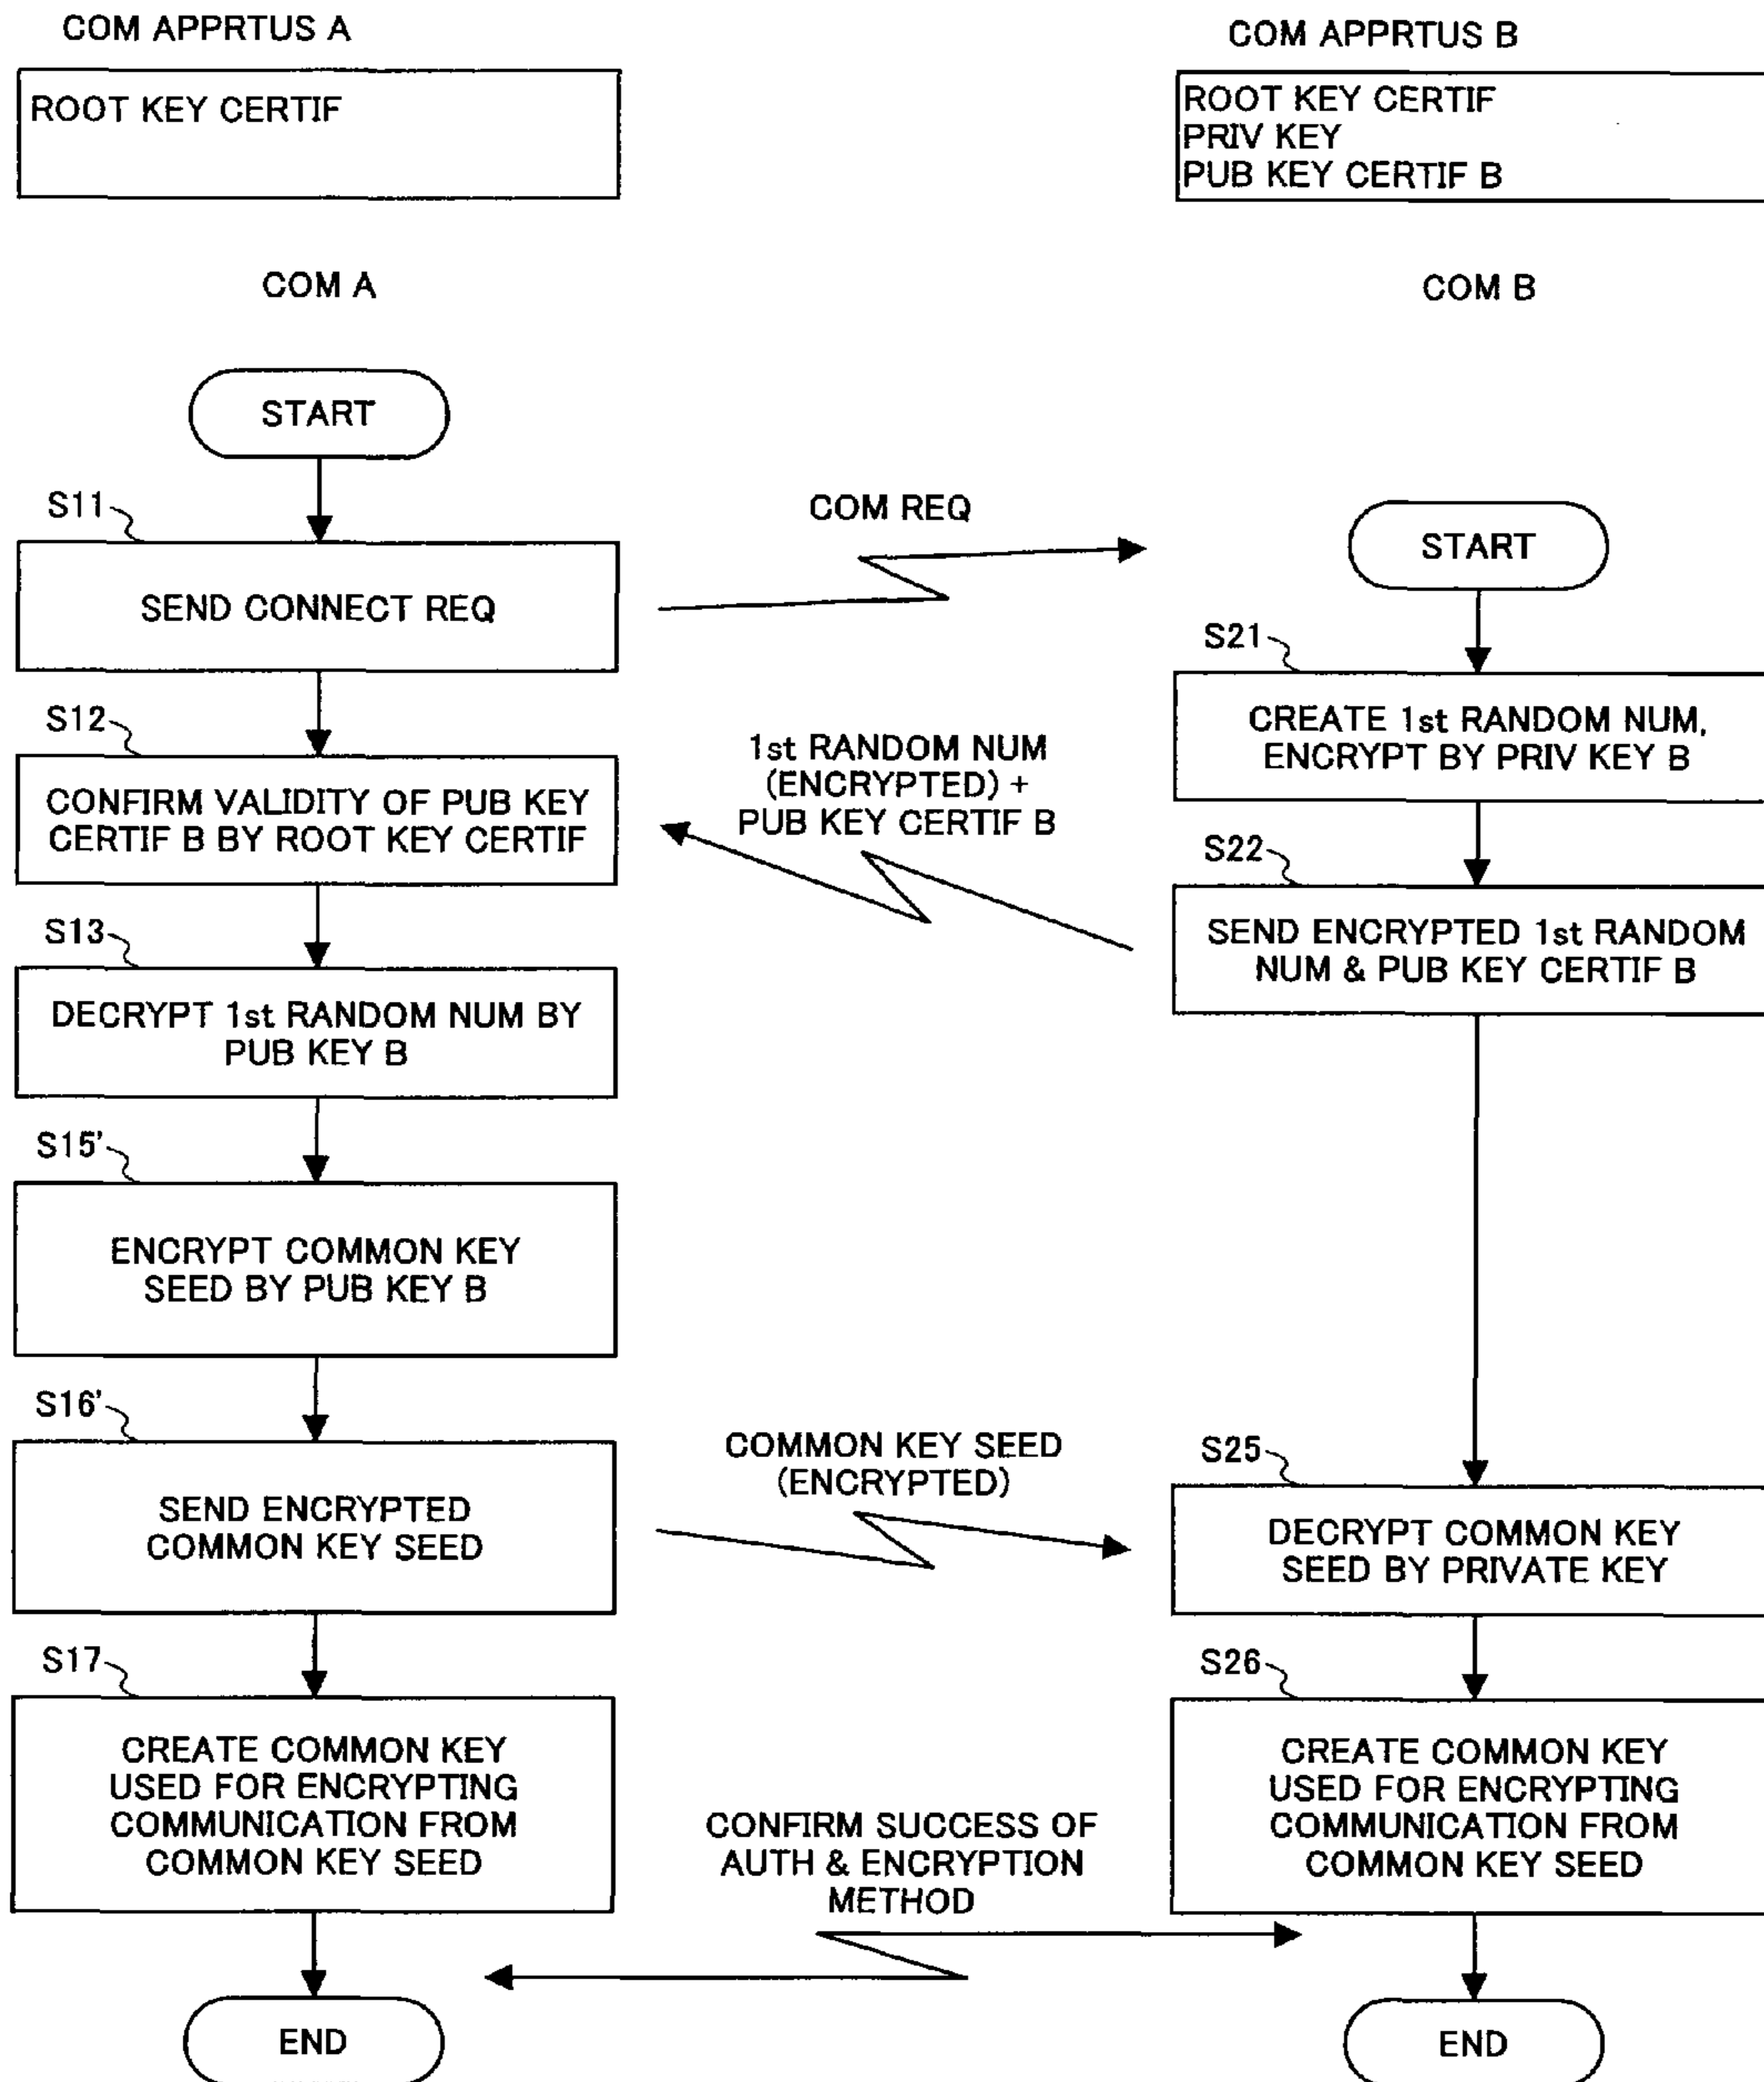 COM APPRTUS A
ROOT KEY CERTIF
COM APPRTUS B
ROOT KEY CERTIF
PRIV KEY
PUB KEY CERTIF B
COM A
COM B
START
S11
SEND CONNECT REQ
COM REQ
START
S12
CONFIRM VALIDITY OF PUB KEY
CERTIF B BY ROOT KEY CERTIF
1st RANDOM NUM
(ENCRYPTED) +
PUB KEY CERTIF B
S21
CREATE 1st RANDOM NUM,
ENCRYPT BY PRIV KEY B
S22
SEND ENCRYPTED 1st RANDOM
NUM & PUB KEY CERTIF B
S13
DECRYPT 1st RANDOM NUM BY
PUB KEY B
S15'
ENCRYPT COMMON KEY
SEED BY PUB KEY B
S16'
SEND ENCRYPTED
COMMON KEY SEED
COMMON KEY SEED
(ENCRYPTED)
S25
DECRYPT COMMON KEY
SEED BY PRIVATE KEY
S17
CREATE COMMON KEY
USED FOR ENCRYPTING
COMMUNICATION FROM
COMMON KEY SEED
CONFIRM SUCCESS OF
AUTH & ENCRYPTION
METHOD
S26
CREATE COMMON KEY
USED FOR ENCRYPTING
COMMUNICATION FROM
COMMON KEY SEED
END
END